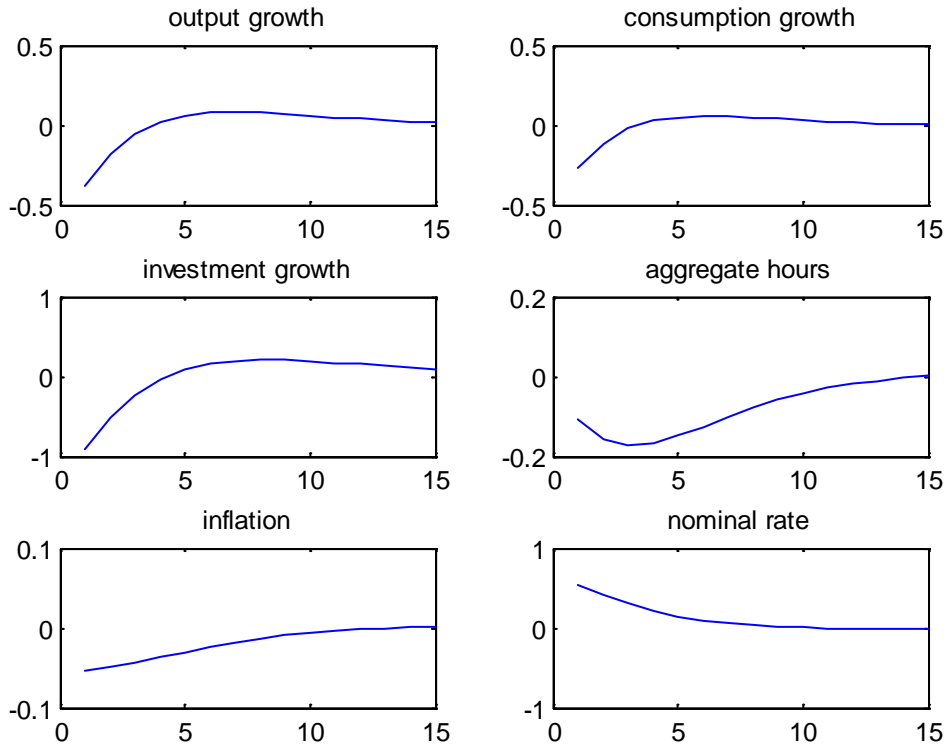 output growth
0.5
0
-0.5
0 5 10 15
consumption growth
0.5
0
-0.5
0 5 10 15
investment growth
1
0
-1
0 5 10 15
aggregate hours
0.2
0
-0.2
0 5 10 15
inflation
0.1
0
-0.1
0 5 10 15
nominal rate
1
0
-1
0 5 10 15